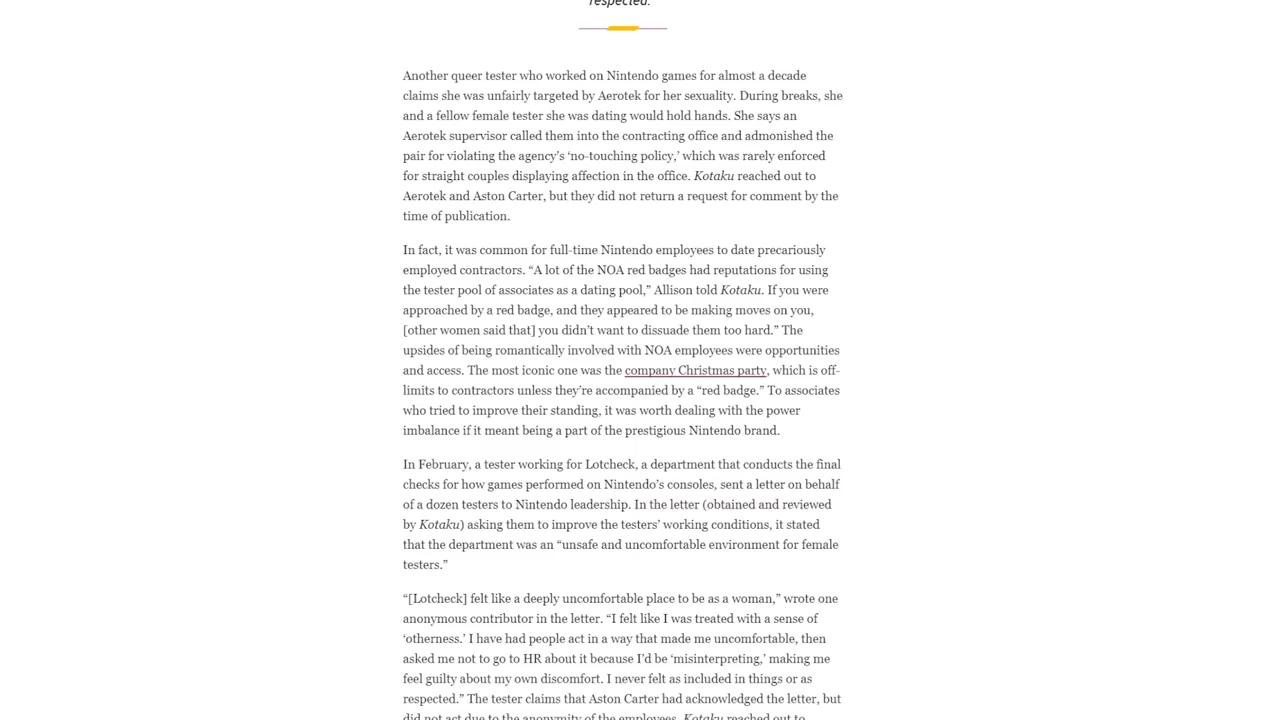 respected."
Another queer tester who worked on Nintendo games for almost a decade
claims she was unfairly targeted by Aerotek for her sexuality. During breaks, she
and a fellow female tester she was dating would hold hands. She says an
Aerotek supervisor called them into the contracting office and admonished the
pair for violating the agency's ‘no-touching policy,’ which was rarely enforced
for straight couples displaying affection in the office. Kotaku reached out to
Aerotek and Aston Carter, but they did not return a request for comment by the
time of publication.
In fact, it was common for full-time Nintendo employees to date precariously
employed contractors. “A lot of the NOA red badges had reputations for using
the tester pool of associates as a dating pool,” Allison told Kotaku. If you were
approached by a red badge, and they appeared to be making moves on you,
[other women said that] you didn’t want to dissuade them too hard.” The
upsides of being romantically involved with NOA employees were opportunities
and access. The most iconic one was the company Christmas party, which is off-
limits to contractors unless they’re accompanied by a “red badge.” To associates
who tried to improve their standing, it was worth dealing with the power
imbalance if it meant being a part of the prestigious Nintendo brand.
In February, a tester working for Lotcheck, a department that conducts the final
checks for how games performed on Nintendo’s consoles, sent a letter on behalf
of a dozen testers to Nintendo leadership. In the letter (obtained and reviewed
by Kotaku) asking them to improve the testers’ working conditions, it stated
that the department was an “unsafe and uncomfortable environment for female
testers.”
“[Lotcheck] felt like a deeply uncomfortable place to be as a woman,” wrote one
anonymous contributor in the letter. “I felt like I was treated with a sense of
‘otherness.’ I have had people act in a way that made me uncomfortable, then
asked me not to go to HR about it because I’d be ‘misinterpreting,’ making me
feel guilty about my own discomfort. I never felt as included in things or as
respected.” The tester claims that Aston Carter had acknowledged the letter, but
did not act due to the anonymity of the employees. Kotaku reached out to